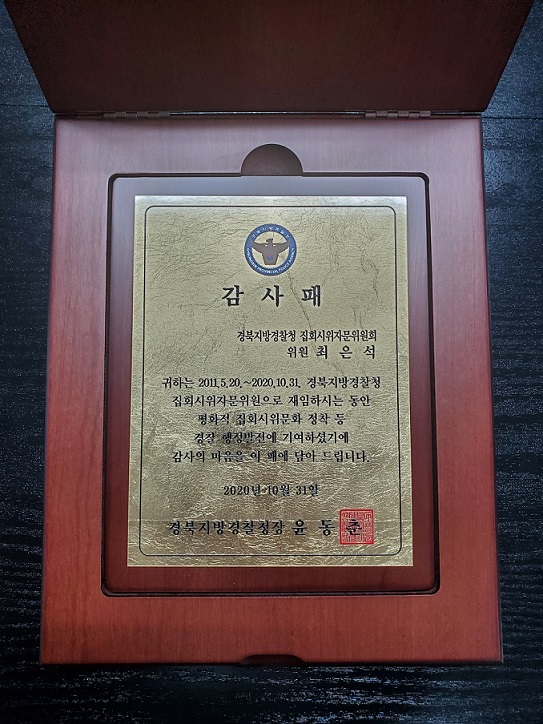 감사패
경북지방경찰청 집회시위자문위원회
위원 최은석
귀하는 2011.5.20.~2020.10.31. 경북지방경찰청
집회시위자문위원으로 재임하시는 동안
평화적 집회시위문화 정착 등
경찰 행정발전에 기여하셨기에
감사의 마음을 이 패에 담아 드립니다.
2020년 10월 31일
경북지방경찰청장 윤동춘